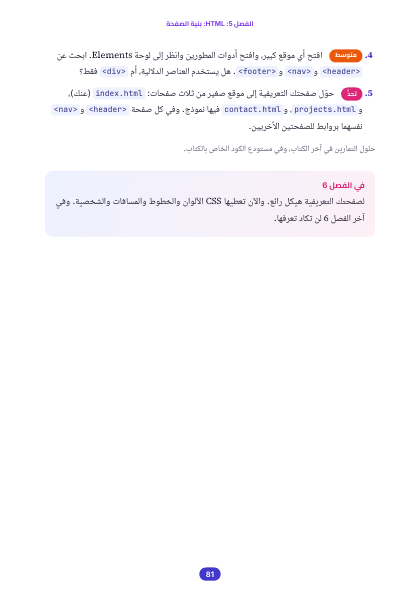 الفصل 5: HTML: بنية الصفحة
4. متوسط افتح أي موقع كبير، وافتح أدوات المطورين وانظر إلى لوحة Elements. ابحث عن
<header> و <nav> و <footer>. هل يستخدم العناصر الدلالية، أم <div> فقط؟
5. تحدٍّ حوّل صفحتك التعريفية إلى موقع صغير من ثلاث صفحات: index.html (عنك)،
و projects.html، و contact.html فيها نموذج. وفي كل صفحة <header> و <nav>
نفسهما بروابط للصفحتين الأخريين.
حلول التمارين في آخر الكتاب، وفي مستودع الكود الخاص بالكتاب.
في الفصل 6
لصفحتك التعريفية هيكل رائع. والآن تعطيها CSS الألوان والخطوط والمسافات والشخصية. وفي
آخر الفصل 6 لن تكاد تعرفها.
81